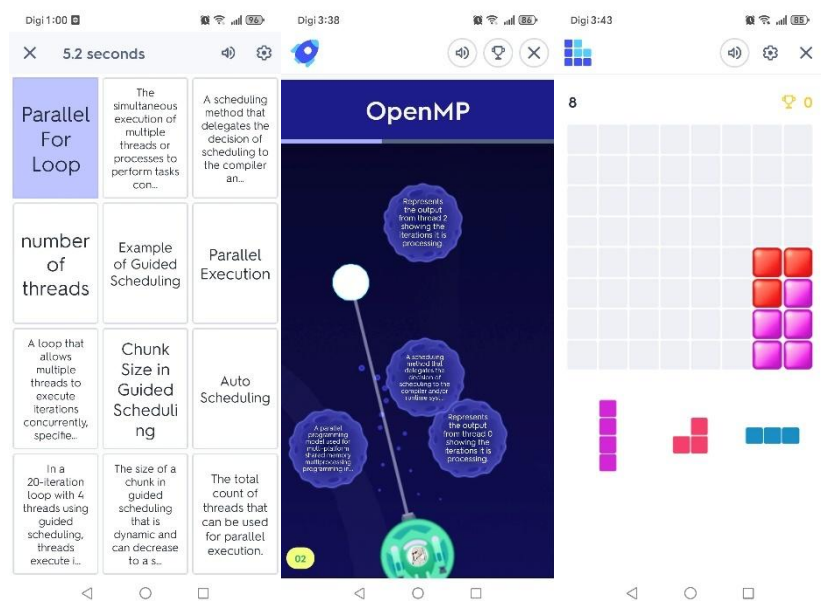 Digi 1:00
96
5.2 seconds
Parallel
For
Loop
The
simultaneous
execution of
multiple
threads or
processes to
perform tasks
con...
A scheduling
method that
delegates the
decision of
scheduling to
the compiler
an...
number
of
threads
Example
of Guided
Scheduling
Parallel
Execution
A loop that
allows
multiple
threads to
execute
iterations
concurrently,
specifie...
Chunk
Size in
Guided
Scheduli
ng
Auto
Scheduling
In a
20-iteration
loop with 4
threads using
guided
scheduling,
threads
execute i...
The size of a
chunk in
guided
scheduling
that is
dynamic and
can decrease
to a s...
The total
count of
threads that
can be used
for parallel
execution.
Digi 3:38
86
OpenMP
Represents
the output
from thread 2
showing the
iterations it is
processing.
A scheduling
method that
delegates the
decision of
scheduling to the
compiler and/or
runtime sys...
Represents
the output
from thread 0
showing the
iterations it is
processing.
A parallel
programming
model used for
multi-platform
shared memory
multiprocessing
programming in...
02
Digi 3:43
85
8
0